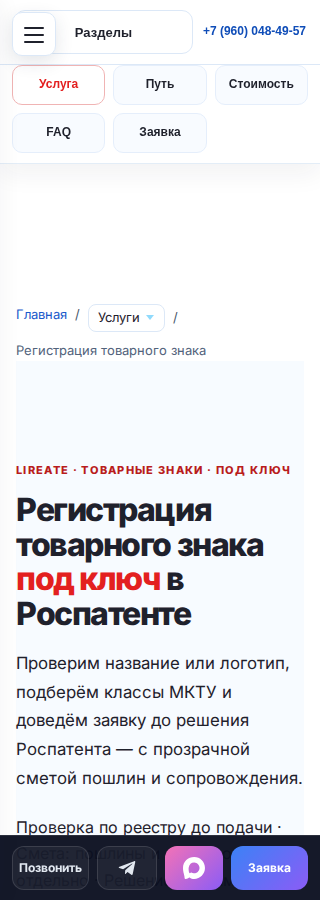 Разделы
+7 (960) 048-49-57
Услуга
Путь
Стоимость
FAQ
Заявка
Главная / Услуги /
Регистрация товарного знака
LIREATE · ТОВАРНЫЕ ЗНАКИ · ПОД КЛЮЧ
Регистрация
товарного знака
под ключ в
Роспатенте
Проверим название или логотип,
подберём классы МКТУ и
доведём заявку до решения
Роспатента — с прозрачной
сметой пошлин и сопровождения.
Проверка по реестру до подачи ·
Позвонить
Заявка